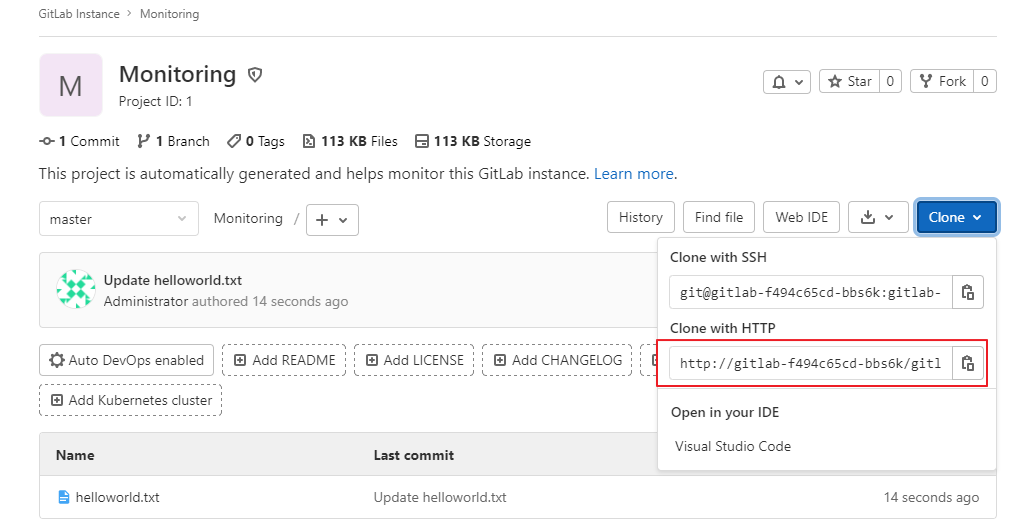 GitLab Instance > Monitoring
M
Monitoring
Project ID: 1
Star 0 Fork 0
1 Commit 1 Branch 0 Tags 113 KB Files 113 KB Storage
This project is automatically generated and helps monitor this GitLab instance. Learn more.
master Monitoring / + History Find file Web IDE Clone
Clone with SSH
git@gitlab-f494c65cd-bbs6k:gitlab-
Clone with HTTP
http://gitlab-f494c65cd-bbs6k/gitl
Open in your IDE
Visual Studio Code
Update helloworld.txt
Administrator authored 14 seconds ago
Auto DevOps enabled Add README Add LICENSE Add CHANGELOG
Add Kubernetes cluster
Name Last commit
helloworld.txt Update helloworld.txt 14 seconds ago